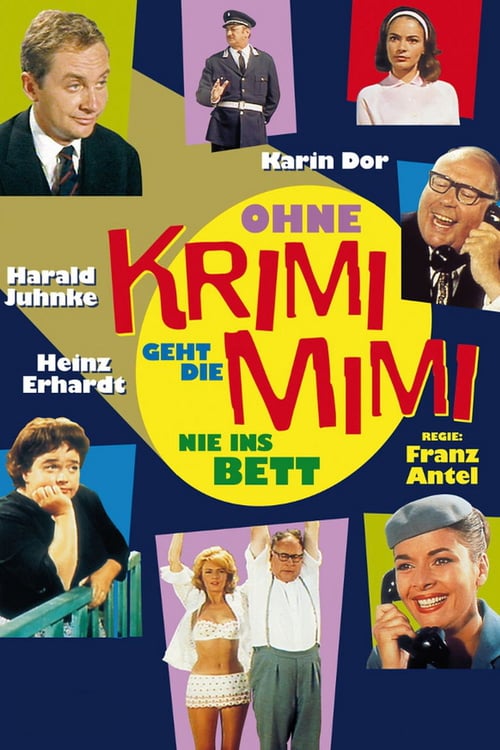 Karin Dor
OHNE
KRIMI
Harald
Juhnke
GEHT
DIE
MIMI
Heinz
Erhardt
NIE INS
BETT
REGIE:
Franz
Antel